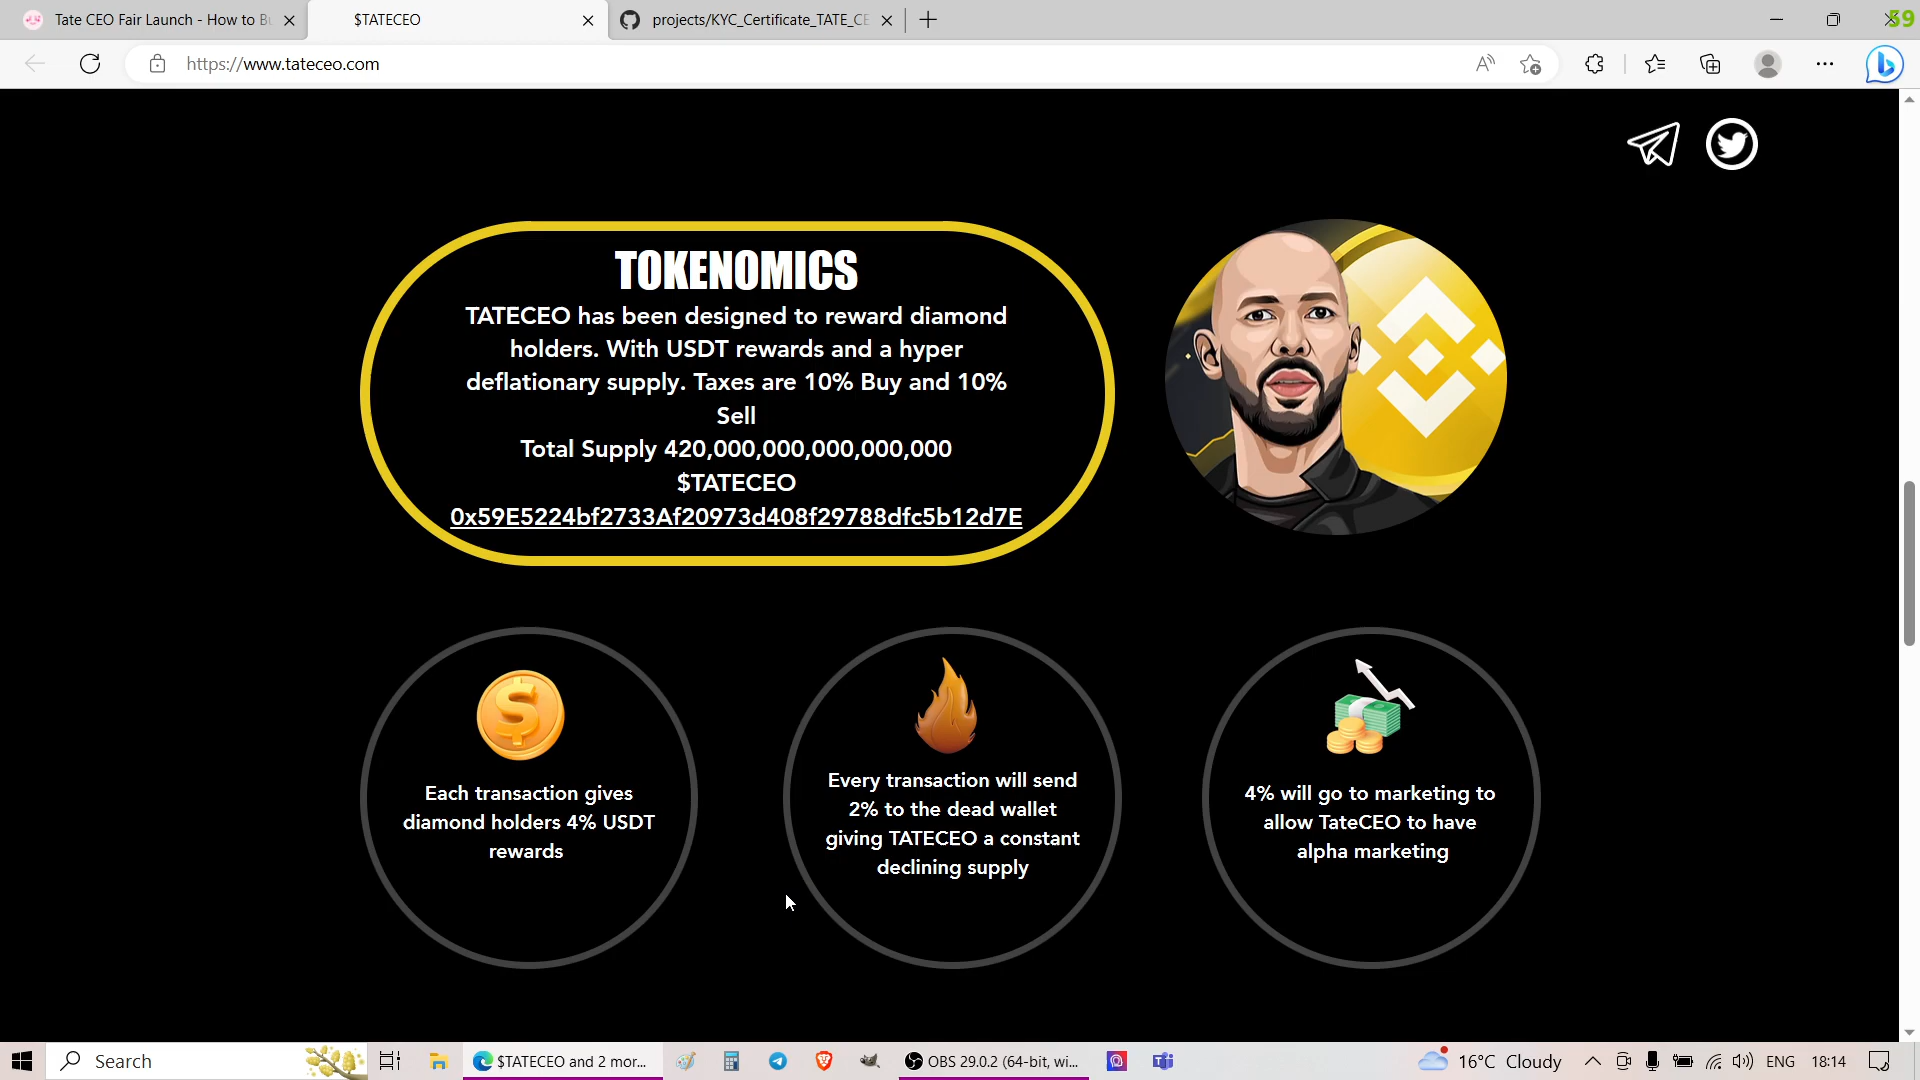 Tate CEO Fair Launch - How to B
$TATECEO
projects/KYC_Certificate_TATE_CE
59
https://www.tateceo.com
TOKENOMICS
TATECEO has been designed to reward diamond
holders. With USDT rewards and a hyper
deflationary supply. Taxes are 10% Buy and 10%
Sell
Total Supply 420,000,000,000,000,000
$TATECEO
0x59E5224bf2733Af20973d408f29788dfc5b12d7E
Each transaction gives
diamond holders 4% USDT
rewards
Every transaction will send
2% to the dead wallet
giving TATECEO a constant
declining supply
4% will go to marketing to
allow TateCEO to have
alpha marketing
Search
$TATECEO and 2 mor...
OBS 29.0.2 (64-bit, wi...
16°C Cloudy
ENG
18:14